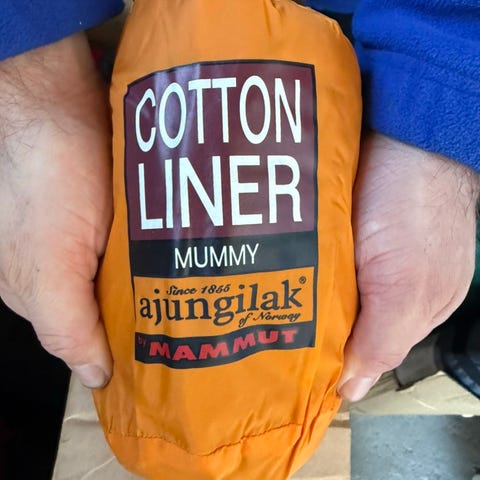 COTTON
LINER
MUMMY
Since 1855
ajungilak®
of Norway
by MAMMUT